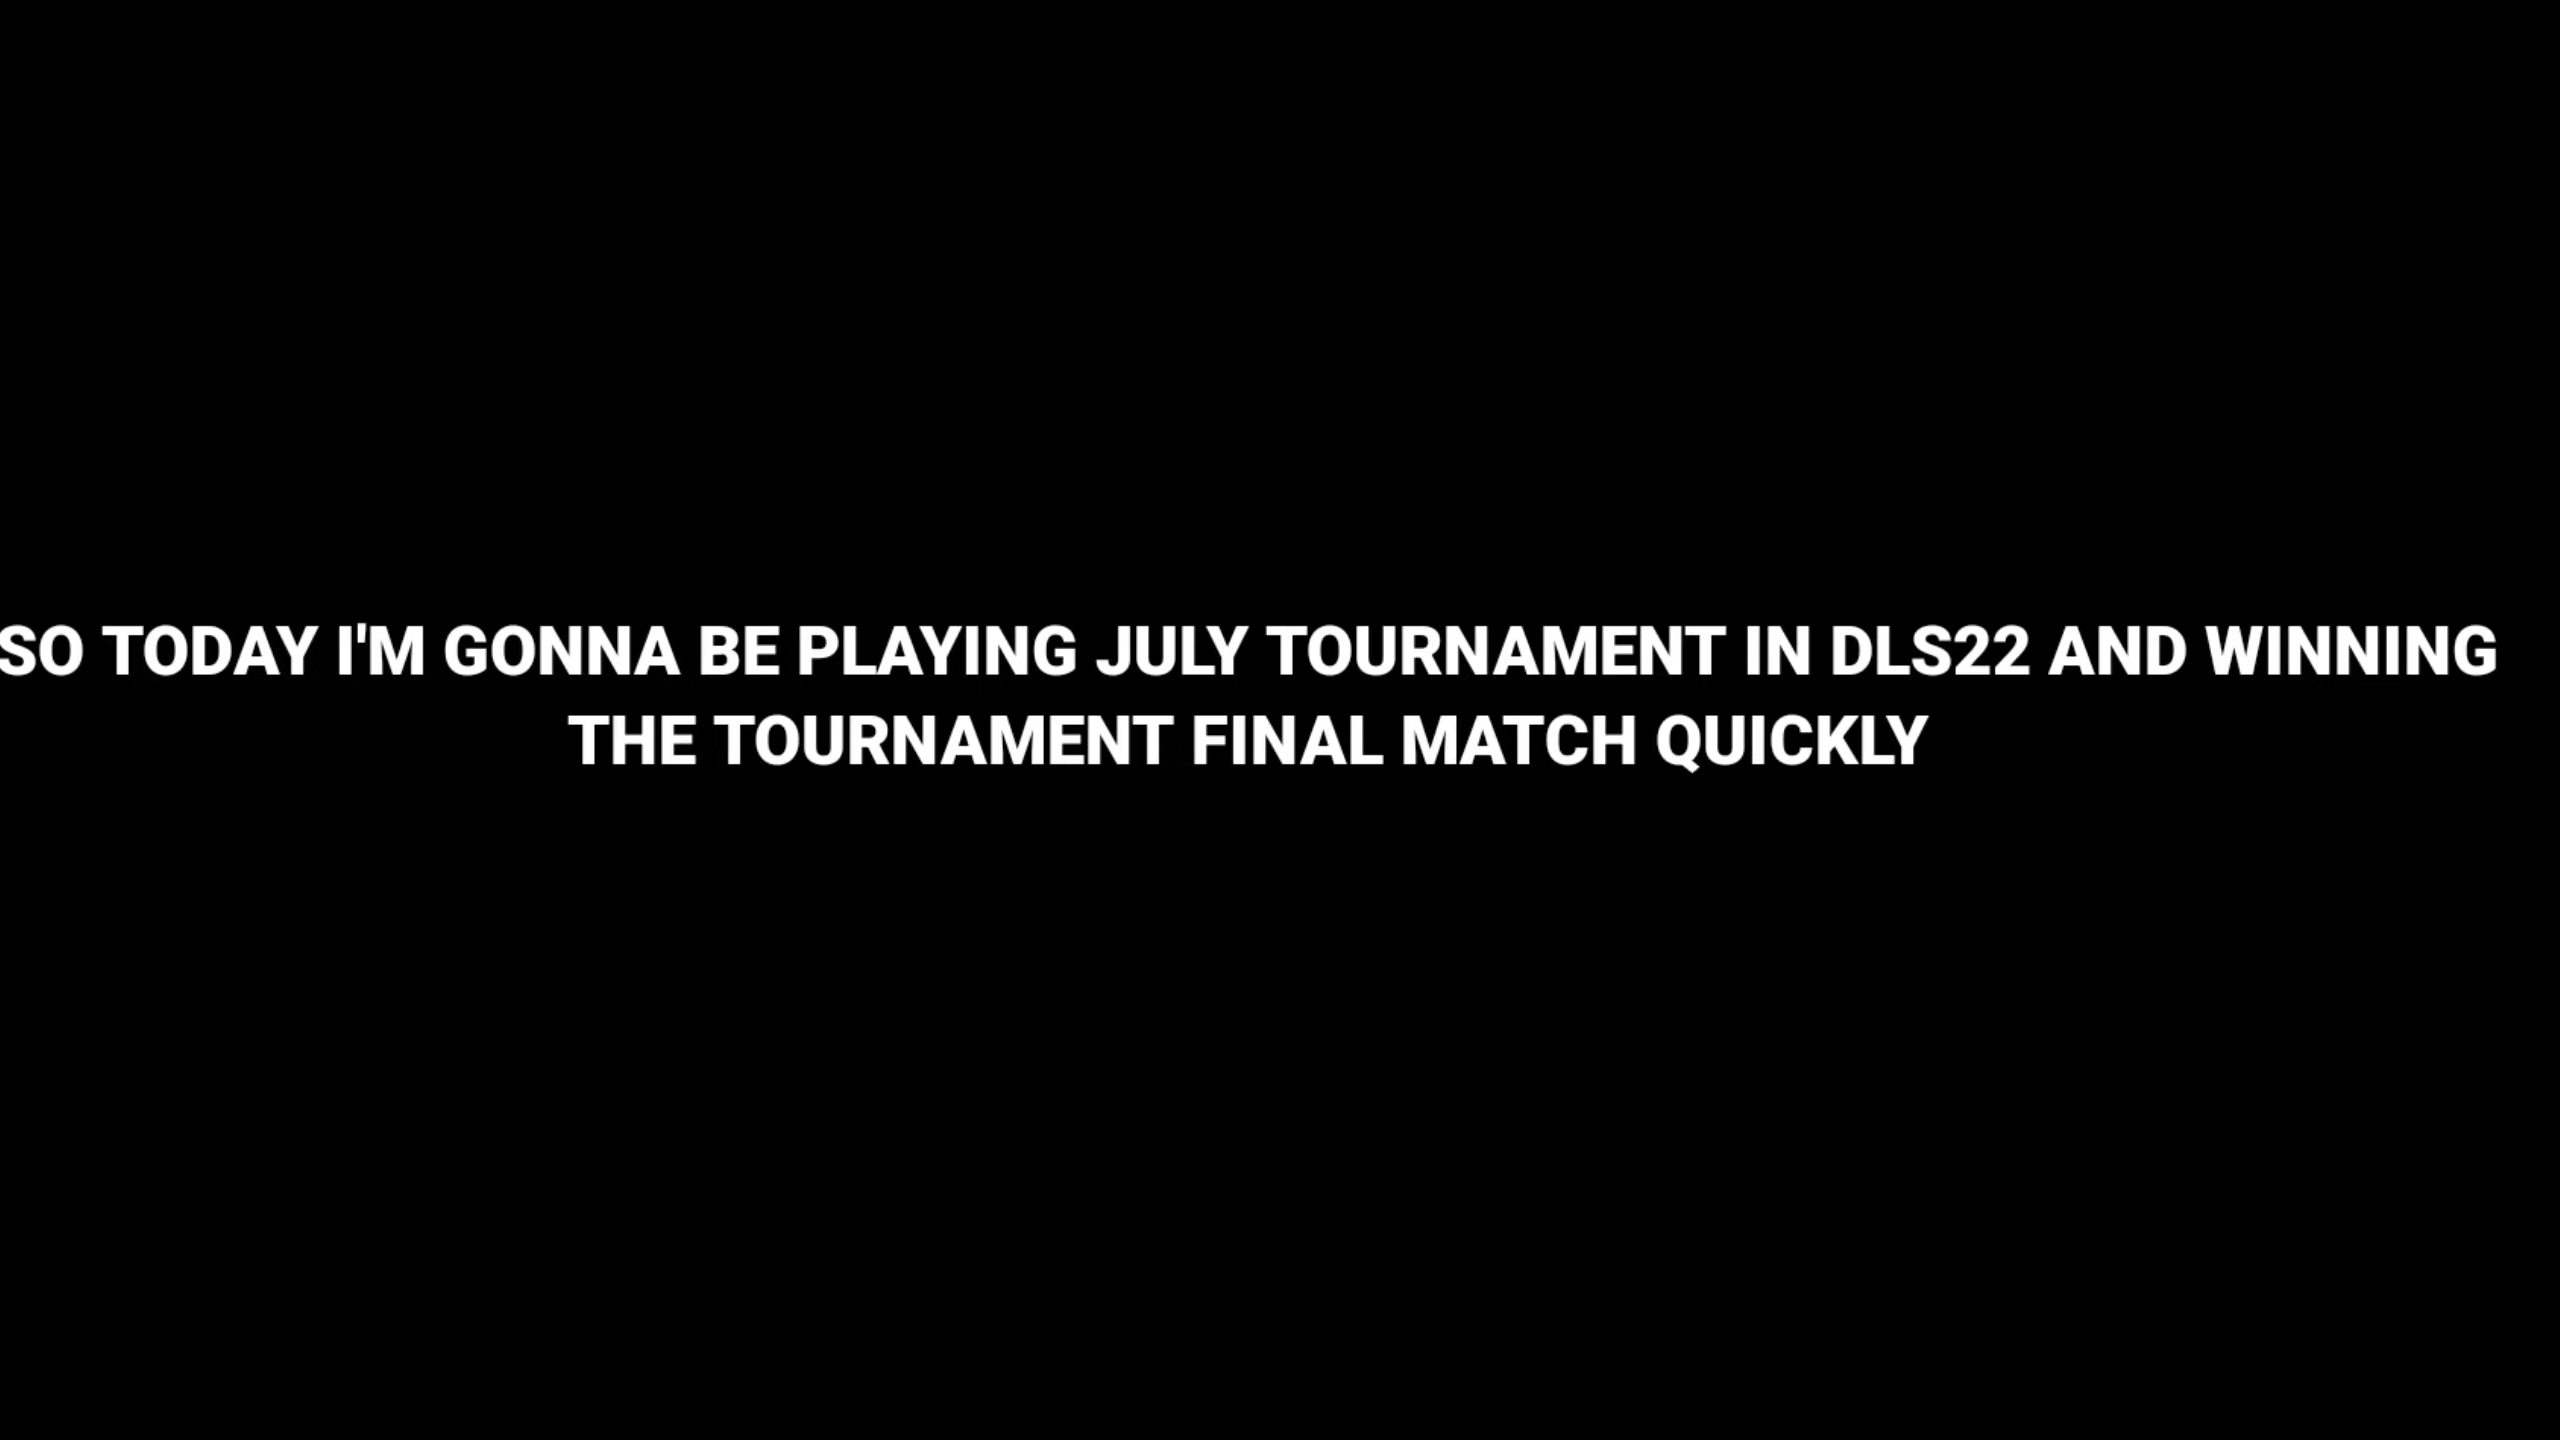 SO TODAY I'M GONNA BE PLAYING JULY TOURNAMENT IN DLS22 AND WINNING
THE TOURNAMENT FINAL MATCH QUICKLY